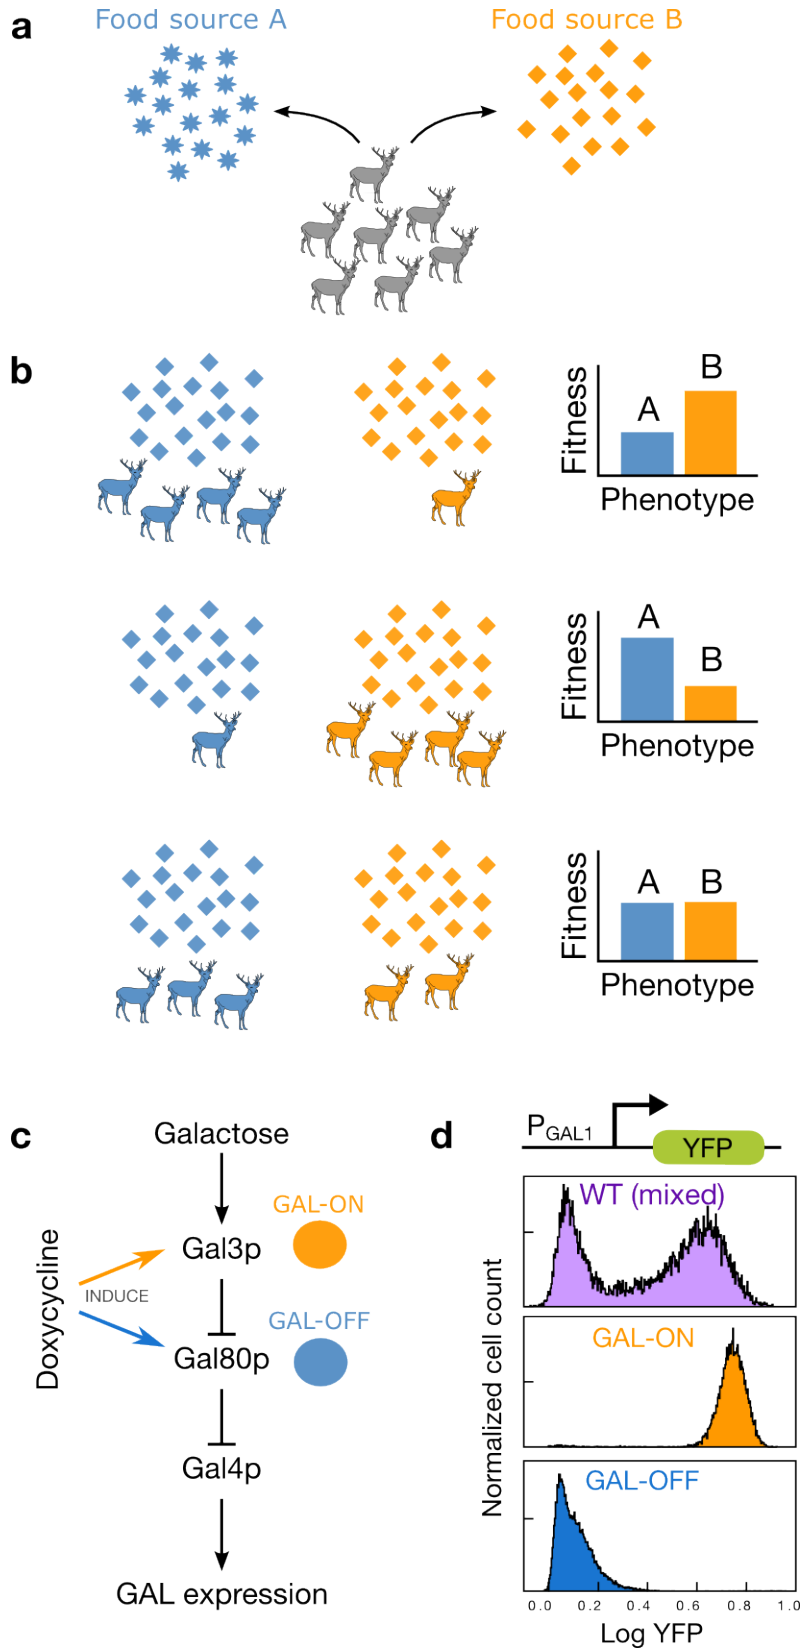 a
Food source A
Food source B
b
Fitness
A
B
Phenotype
Fitness
A
B
Phenotype
Fitness
A
B
Phenotype
c
Galactose
GAL-ON
Gal3p
Doxycycline
INDUCE
GAL-OFF
Gal80p
Gal4p
GAL expression
d
PGAL1
YFP
WT (mixed)
GAL-ON
GAL-OFF
Normalized cell count
0.0 0.2 0.4 0.6 0.8 1.0
Log YFP